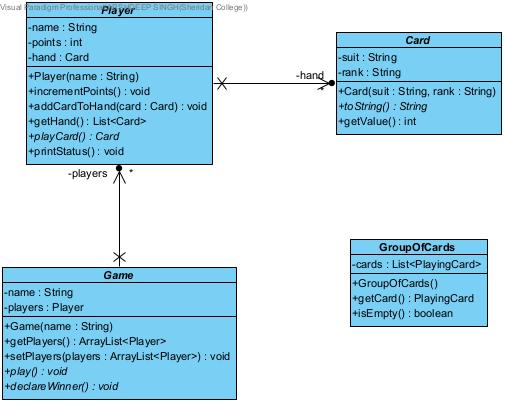 Visual Paradigm Professional DEEP SINGH(Sheridan College))
Player
-name : String
-points : int
-hand : Card
+Player(name : String)
+incrementPoints() : void
+addCardToHand(card : Card) : void
+getHand() : List<Card>
+playCard() : Card
+printStatus() : void
-hand
*
Card
-suit : String
-rank : String
+Card(suit : String, rank : String)
+toString() : String
+getValue() : int
-players
*
Game
-name : String
-players : Player
+Game(name : String)
+getPlayers() : ArrayList<Player>
+setPlayers(players : ArrayList<Player>) : void
+play() : void
+declareWinner() : void
GroupOfCards
-cards : List<PlayingCard>
+GroupOfCards()
+getCard() : PlayingCard
+isEmpty() : boolean